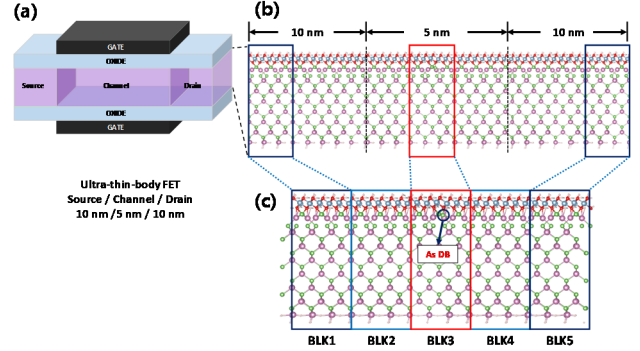 (a)
GATE
OXIDE
Source
Channel
Drain
OXIDE
GATE
Ultra-thin-body FET
Source / Channel / Drain
10 nm /5 nm / 10 nm
(b)
10 nm
5 nm
10 nm
(c)
As DB
BLK1
BLK2
BLK3
BLK4
BLK5